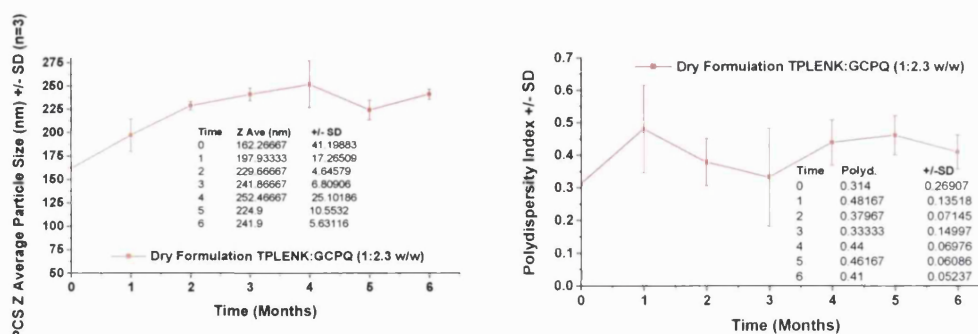 PCS Z Average Particle Size (nm) +/- SD (n=3)
275
250
225
200
175
150
125
100
75
50
Time Z Ave (nm) +/- SD
0 162.26667 41.19883
1 197.93333 17.26509
2 229.66667 4.64579
3 241.86667 6.80906
4 252.46667 25.10186
5 224.9 10.5532
6 241.9 5.63116
Dry Formulation TPLENK:GCPQ (1:2.3 w/w)
0 1 2 3 4 5 6
Time (Months)
Polydispersity Index +/- SD
0.7
0.6
0.5
0.4
0.3
0.2
0.1
0.0
Dry Formulation TPLENK:GCPQ (1:2.3 w/w)
Time Polyd. +/-SD
0 0.314 0.26907
1 0.48167 0.13518
2 0.37967 0.07145
3 0.33333 0.14997
4 0.44 0.06976
5 0.46167 0.06086
6 0.41 0.05237
0 1 2 3 4 5 6
Time (Months)